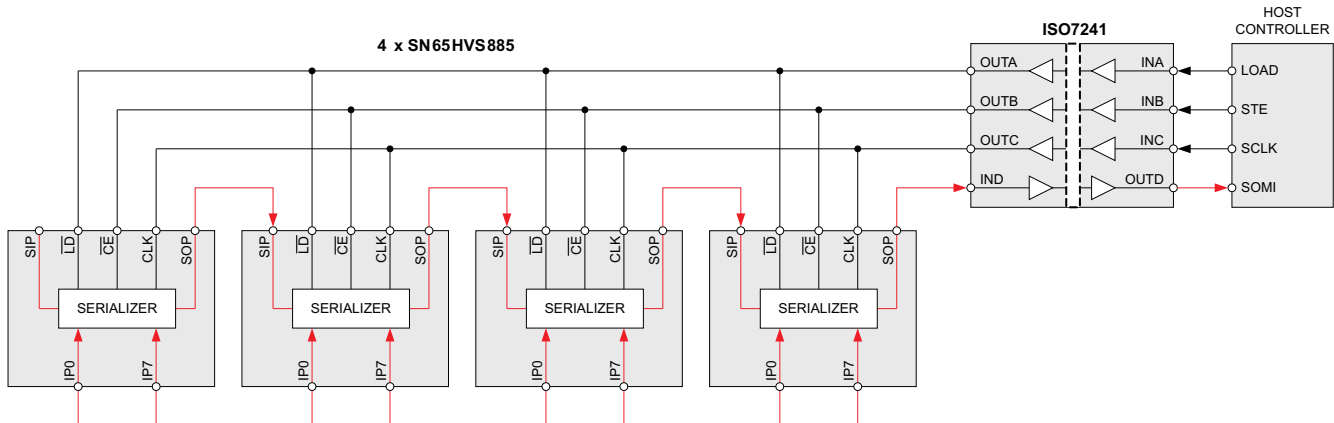 HOST
CONTROLLER
ISO7241
4 x SN65HVS885
OUTA INA LOAD
OUTB INB STE
OUTC INC SCLK
IND OUTD SOMI
SIP LD CE CLK SOP SIP LD CE CLK SOP SIP LD CE CLK SOP SIP LD CE CLK SOP
SERIALIZER SERIALIZER SERIALIZER SERIALIZER
IP0 IP7 IP0 IP7 IP0 IP7 IP0 IP7